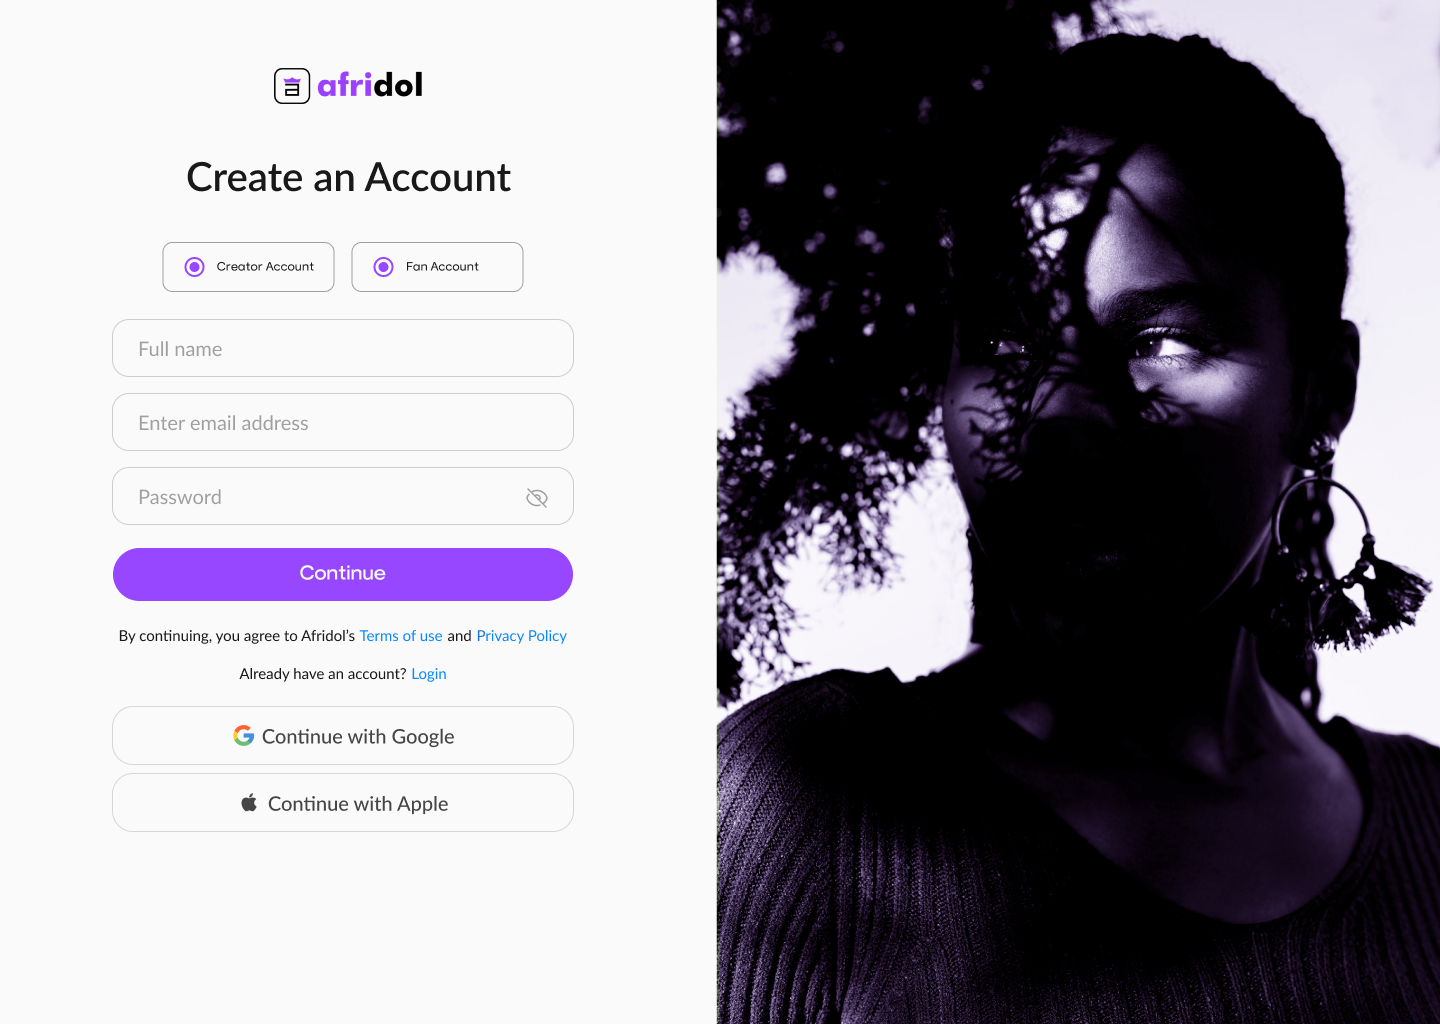 afridol
Create an Account
Creator Account
Fan Account
Full name
Enter email address
Password
Continue
By continuing, you agree to Afridol’s Terms of use and Privacy Policy
Already have an account? Login
Continue with Google
Continue with Apple